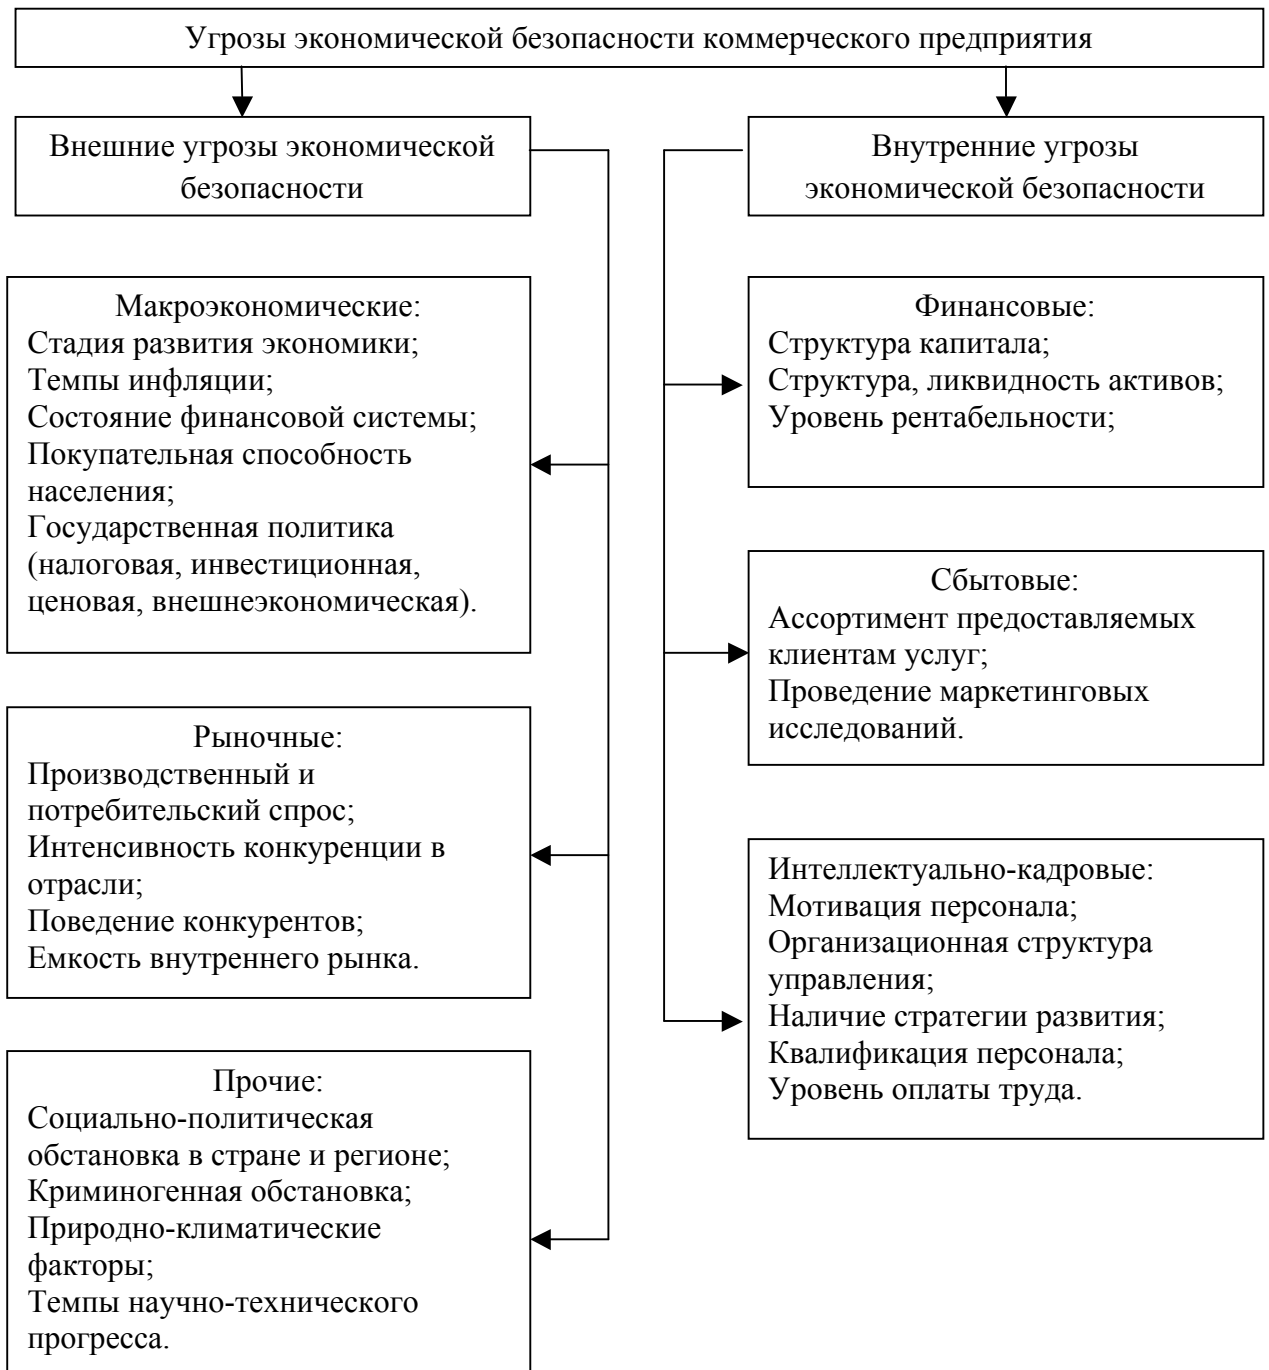 Угрозы экономической безопасности коммерческого предприятия
Внешние угрозы экономической
безопасности
Внутренние угрозы
экономической безопасности
Макроэкономические:
Стадия развития экономики;
Темпы инфляции;
Состояние финансовой системы;
Покупательная способность
населения;
Государственная политика
(налоговая, инвестиционная,
ценовая, внешнеэкономическая).
Рыночные:
Производственный и
потребительский спрос;
Интенсивность конкуренции в
отрасли;
Поведение конкурентов;
Емкость внутреннего рынка.
Прочие:
Социально-политическая
обстановка в стране и регионе;
Криминогенная обстановка;
Природно-климатические
факторы;
Темпы научно-технического
прогресса.
Финансовые:
Структура капитала;
Структура, ликвидность активов;
Уровень рентабельности;
Сбытовые:
Ассортимент предоставляемых
клиентам услуг;
Проведение маркетинговых
исследований.
Интеллектуально-кадровые:
Мотивация персонала;
Организационная структура
управления;
Наличие стратегии развития;
Квалификация персонала;
Уровень оплаты труда.